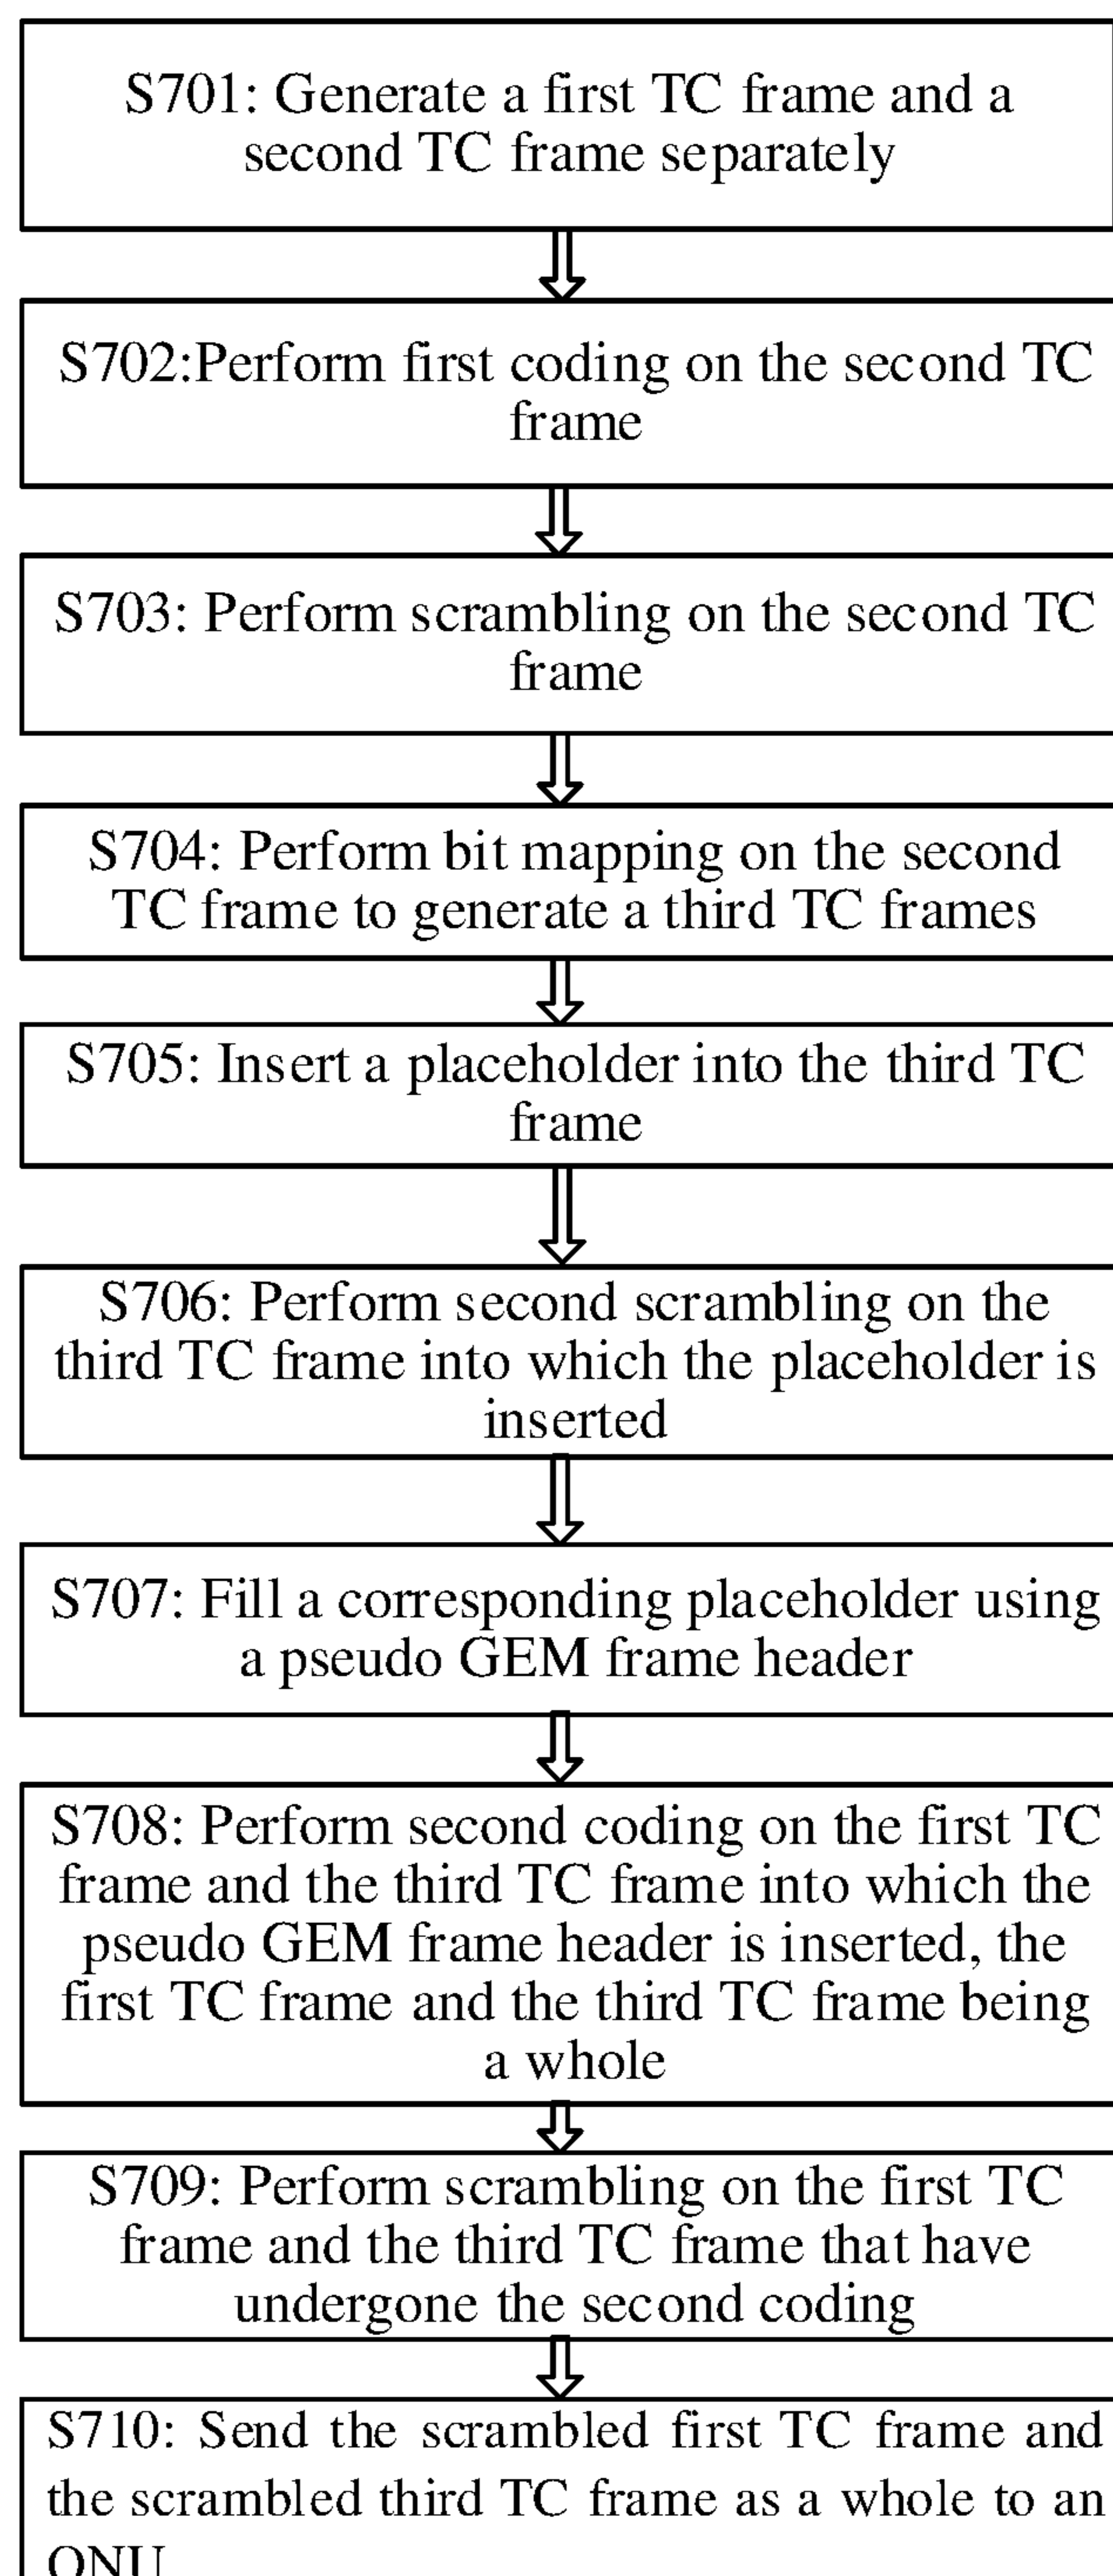 S701: Generate a first TC frame and a
second TC frame separately
S702:Perform first coding on the second TC
frame
S703: Perform scrambling on the second TC
frame
S704: Perform bit mapping on the second
TC frame to generate a third TC frames
S705: Insert a placeholder into the third TC
frame
S706: Perform second scrambling on the
third TC frame into which the placeholder is
inserted
S707: Fill a corresponding placeholder using
a pseudo GEM frame header
S708: Perform second coding on the first TC
frame and the third TC frame into which the
pseudo GEM frame header is inserted, the
first TC frame and the third TC frame being
a whole
S709: Perform scrambling on the first TC
frame and the third TC frame that have
undergone the second coding
S710: Send the scrambled first TC frame and
the scrambled third TC frame as a whole to an
ONU